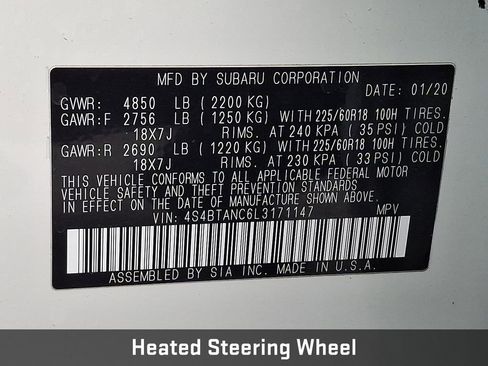 MFD BY SUBARU CORPORATION
DATE: 01/20
GVWR: 4850 LB (2200 KG)
GAWR:F 2756 LB (1250 KG) WITH 225/60R18 100H TIRES.
18X7J RIMS. AT 240 KPA (35 PSI) COLD
GAWR:R 2690 LB (1220 KG) WITH 225/60R18 100H TIRES.
18X7J RIMS. AT 230 KPA (33 PSI) COLD
THIS VEHICLE CONFORMS TO ALL APPLICABLE FEDERAL MOTOR
VEHICLE SAFETY AND THEFT PREVENTION STANDARDS
IN EFFECT ON THE DATE OF MANUFACTURE SHOWN ABOVE.
VIN: 4S4BTANC6L3171147 MPV
ASSEMBLED BY SIA INC. MADE IN U.S.A.
Heated Steering Wheel